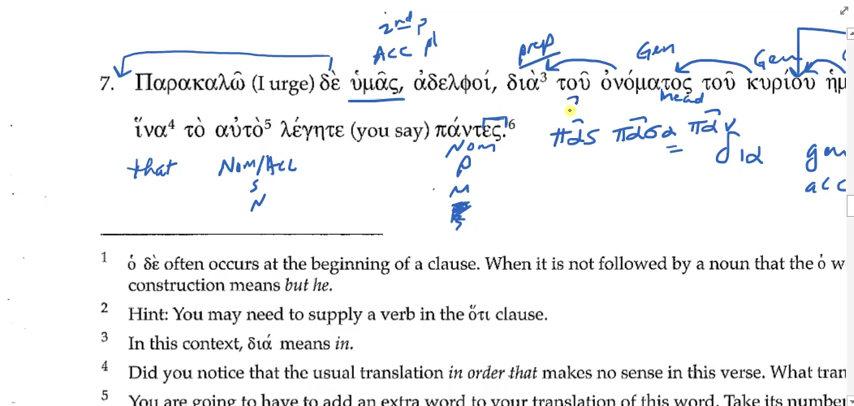 2nd p
ACC pl
prep
Gen
Gen
7. Παρακαλῶ (I urge) δὲ ὑμᾶς, ἀδελφοί, διὰ³ τοῦ ὀνόματος τοῦ κυρίου ἡμ
head
ἵνα⁴ τὸ αὐτὸ⁵ λέγητε (you say) πάντες.⁶
πᾶς πᾶσα πᾶν
δια
that
Nom/Acc
S
N
Nom
P
M
gen
acc
1 ὁ δὲ often occurs at the beginning of a clause. When it is not followed by a noun that the ὁ w
construction means but he.
2 Hint: You may need to supply a verb in the ὅτι clause.
3 In this context, διά means in.
4 Did you notice that the usual translation in order that makes no sense in this verse. What tran
5 You are going to have to add an extra word to your translation of this word. Take its number